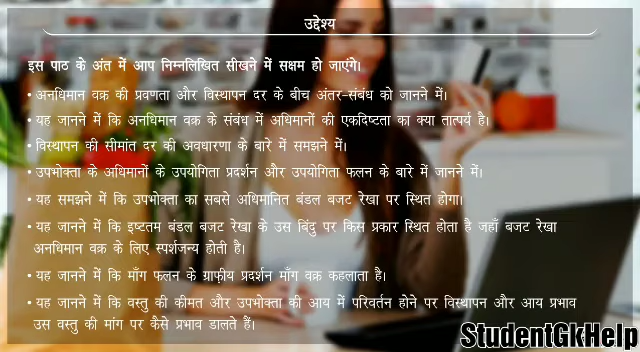 उद्देश्य
इस पाठ के अंत में आप निम्नलिखित सीखने में सक्षम हो जाएंगे।
• अनधिमान वक्र की प्रवणता और विस्थापन दर के बीच अंतर-संबंध को जानने में।
• यह जानने में कि अनधिमान वक्र के संबंध में अधिमानों की एकदिष्टता का क्या तात्पर्य है।
• विस्थापन की सीमांत दर की अवधारणा के बारे में समझने में।
• उपभोक्ता के अधिमानों के उपयोगिता प्रदर्शन और उपयोगिता फलन के बारे में जानने में।
• यह समझने में कि उपभोक्ता का सबसे अधिमानित बंडल बजट रेखा पर स्थित होगा।
• यह जानने में कि इष्टतम बंडल बजट रेखा के उस बिंदु पर किस प्रकार स्थित होता है जहाँ बजट रेखा
अनधिमान वक्र के लिए स्पर्शजन्य होती है।
• यह जानने में कि माँग फलन के ग्राफ़ीय प्रदर्शन माँग वक्र कहलाता है।
• यह जानने में कि वस्तु की कीमत और उपभोक्ता की आय में परिवर्तन होने पर विस्थापन और आय प्रभाव
उस वस्तु की मांग पर कैसे प्रभाव डालते हैं।
StudentGkHelp